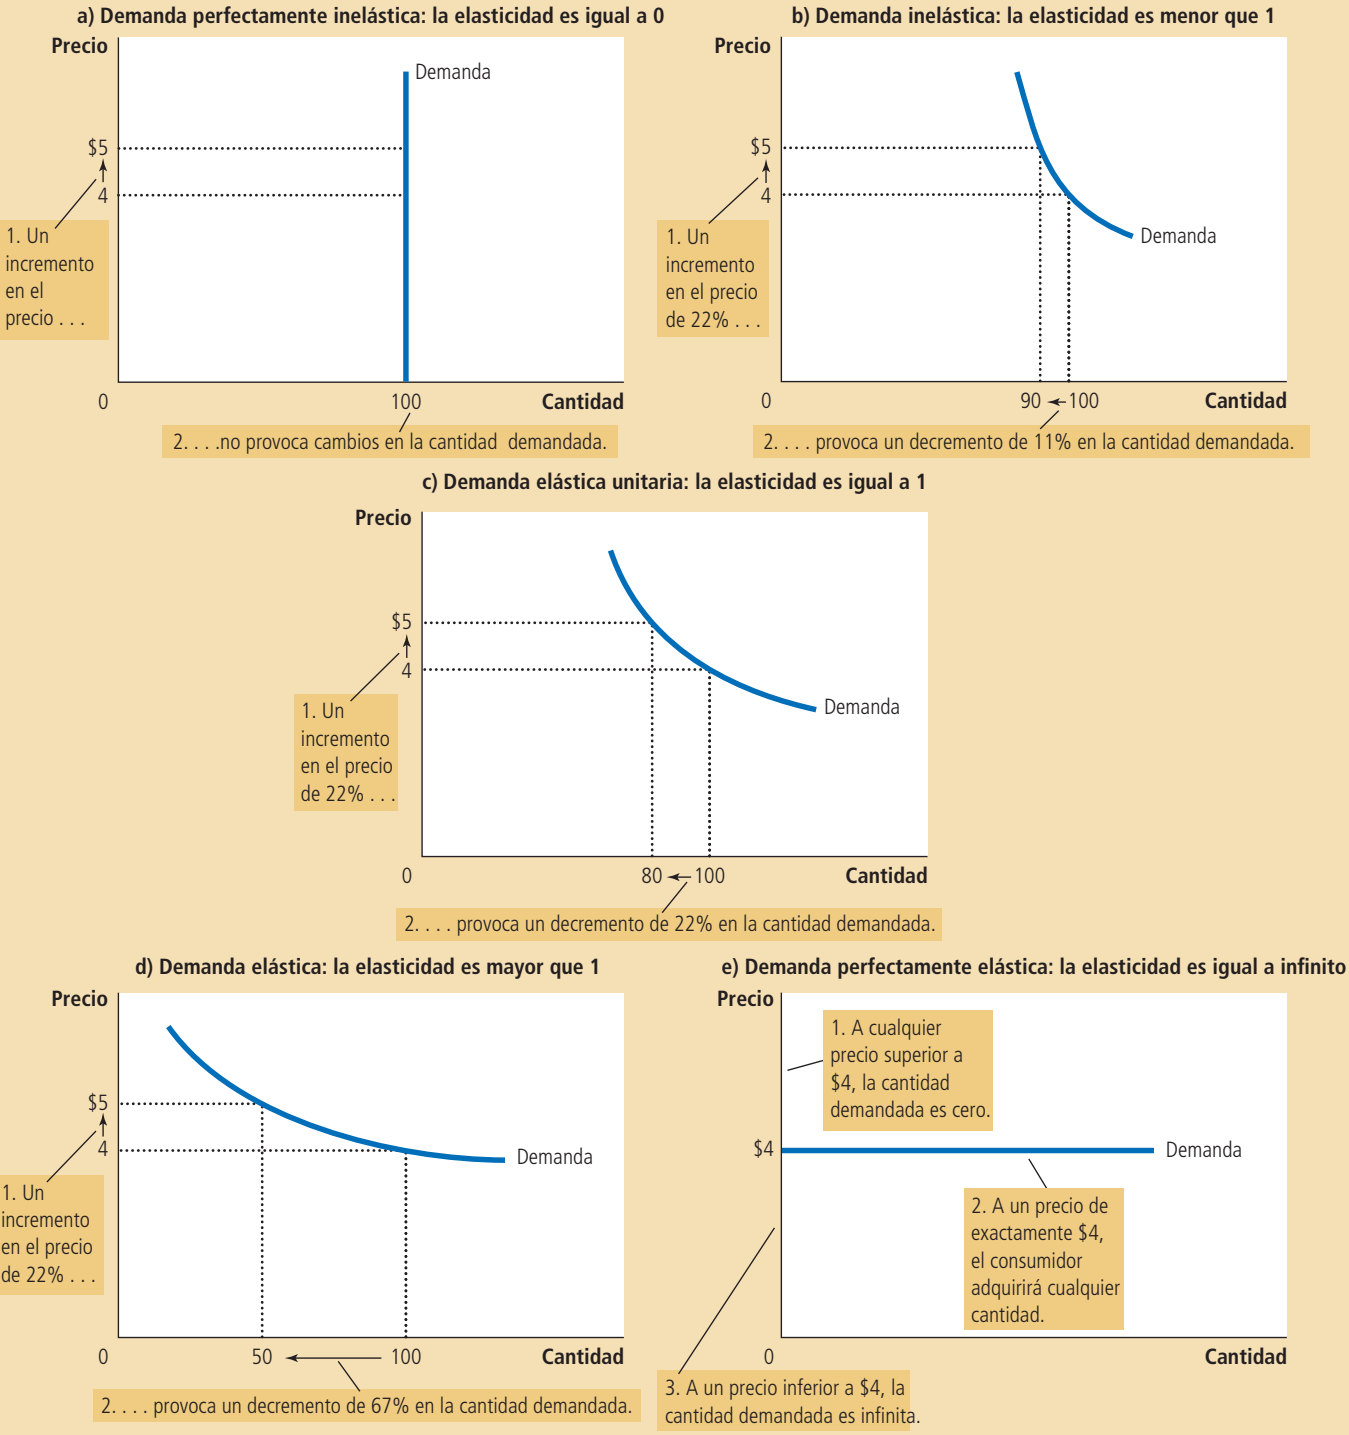 a) Demanda perfectamente inelástica: la elasticidad es igual a 0
Precio
Demanda
$5
4
1. Un
incremento
en el
precio . . .
0
100
Cantidad
2. . . .no provoca cambios en la cantidad demandada.
b) Demanda inelástica: la elasticidad es menor que 1
Precio
$5
4
1. Un
incremento
en el precio
de 22% . . .
Demanda
0
90
100
Cantidad
2. . . . provoca un decremento de 11% en la cantidad demandada.
c) Demanda elástica unitaria: la elasticidad es igual a 1
Precio
$5
4
1. Un
incremento
en el precio
de 22% . . .
Demanda
0
80
100
Cantidad
2. . . . provoca un decremento de 22% en la cantidad demandada.
d) Demanda elástica: la elasticidad es mayor que 1
Precio
$5
4
1. Un
incremento
en el precio
de 22% . . .
Demanda
0
50
100
Cantidad
2. . . . provoca un decremento de 67% en la cantidad demandada.
e) Demanda perfectamente elástica: la elasticidad es igual a infinito
Precio
1. A cualquier
precio superior a
$4, la cantidad
demandada es cero.
$4
Demanda
2. A un precio de
exactamente $4,
el consumidor
adquirirá cualquier
cantidad.
0
Cantidad
3. A un precio inferior a $4, la
cantidad demandada es infinita.